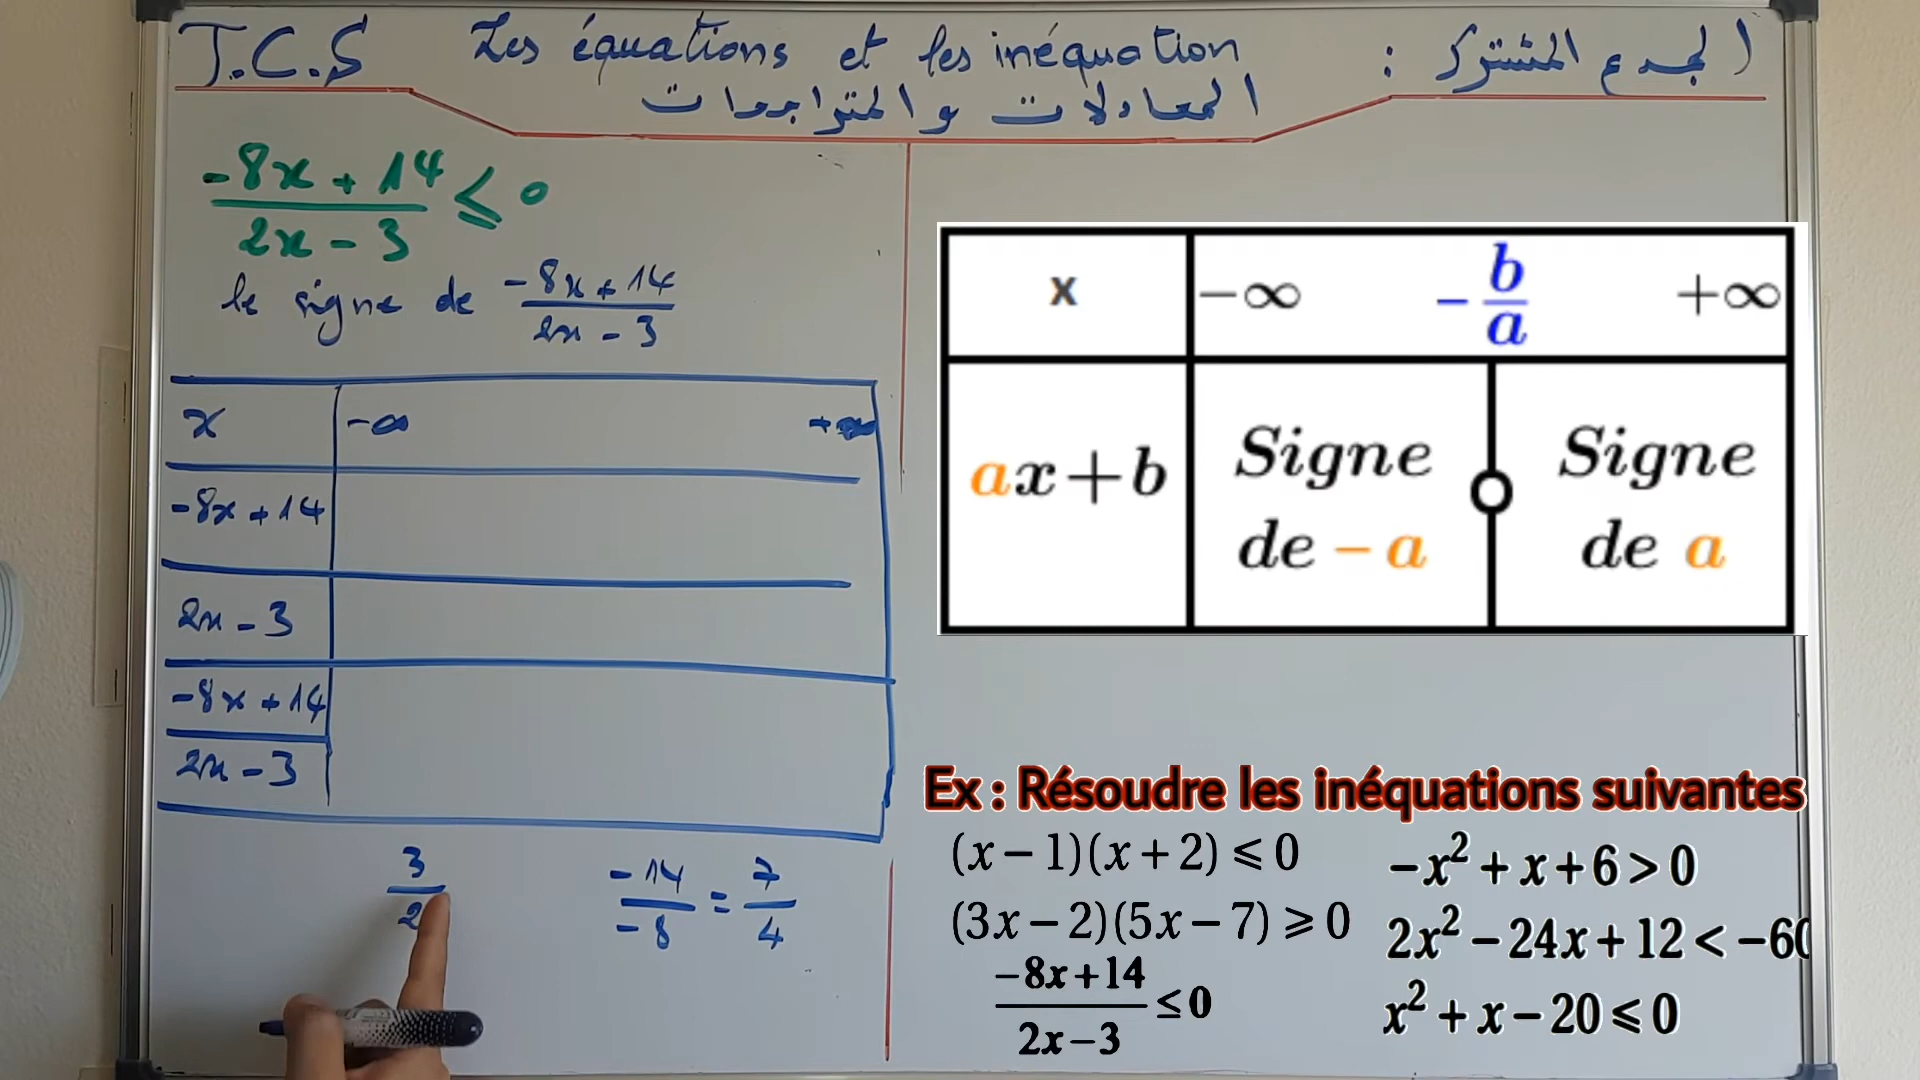 T.C.S Les équations et les inéquation الجدع المشترك :
المعادلات والمتراجحات
-8x + 14 / 2x - 3 ≤ 0
le signe de -8x + 14 / 2x - 3
x -∞ +∞
-8x + 14
2x - 3
-8x + 14
2x - 3
3/2 -14/-8 = 7/4
x -∞ -b/a +∞
ax+b Signe de -a Signe de a
Ex : Résoudre les inéquations suivantes
(x-1)(x+2) ⩽ 0
(3x-2)(5x-7) ⩾ 0
-8x+14 / 2x-3 ≤ 0
-x² + x + 6 > 0
2x² - 24x + 12 < -60
x² + x - 20 ⩽ 0